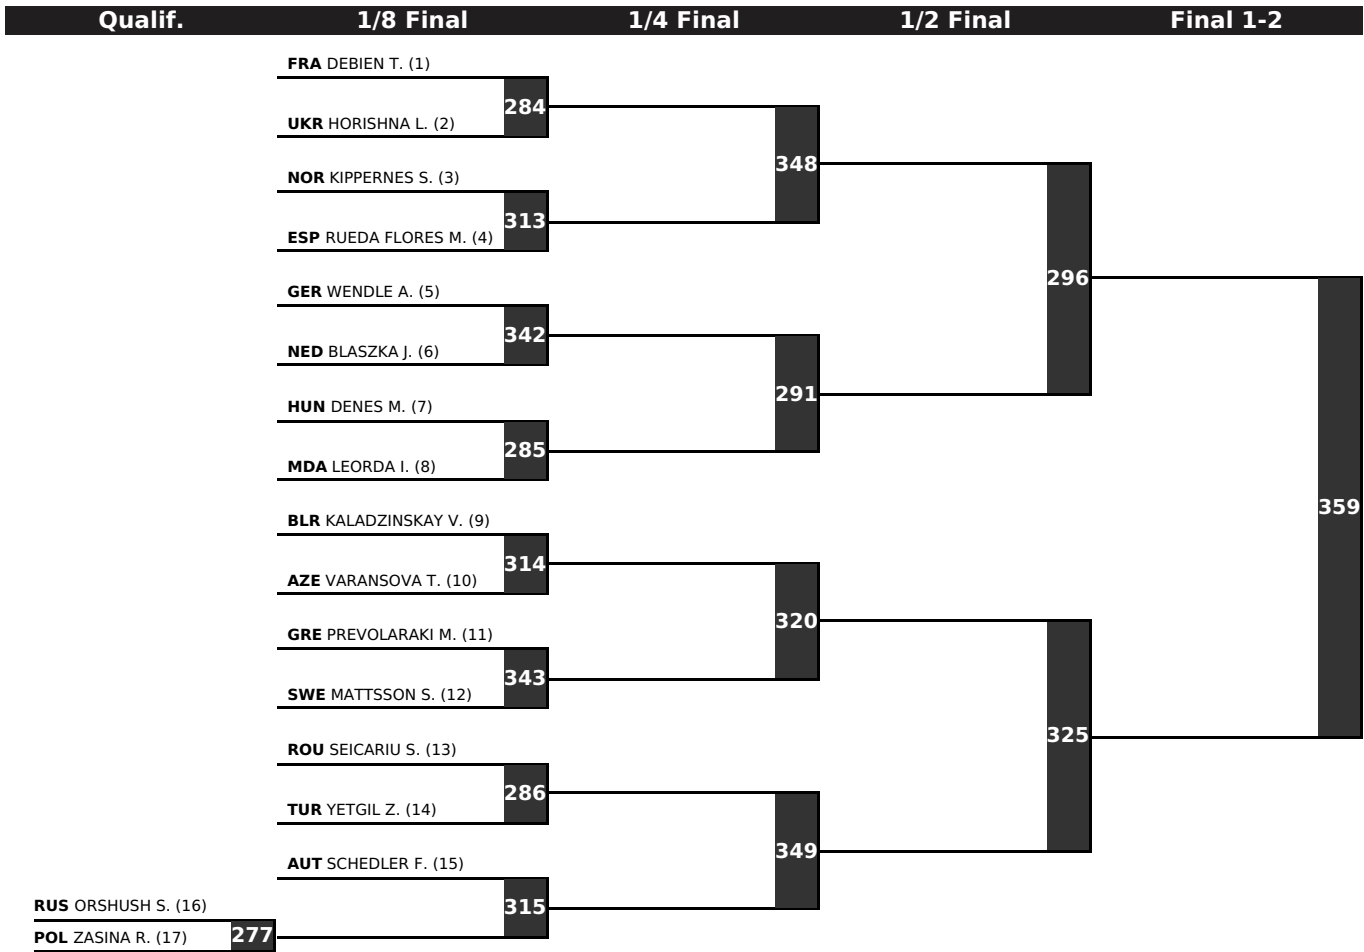 Qualif. 1/8 Final 1/4 Final 1/2 Final Final 1-2
FRA DEBIEN T. (1)
284
UKR HORISHNA L. (2)
348
NOR KIPPERNES S. (3)
313
ESP RUEDA FLORES M. (4)
296
GER WENDLE A. (5)
342
NED BLASZKA J. (6)
291
HUN DENES M. (7)
285
MDA LEORDA I. (8)
359
BLR KALADZINSKAY V. (9)
314
AZE VARANSOVA T. (10)
320
GRE PREVOLARAKI M. (11)
343
SWE MATTSSON S. (12)
325
ROU SEICARIU S. (13)
286
TUR YETGIL Z. (14)
349
AUT SCHEDLER F. (15)
315
RUS ORSHUSH S. (16)
277
POL ZASINA R. (17)